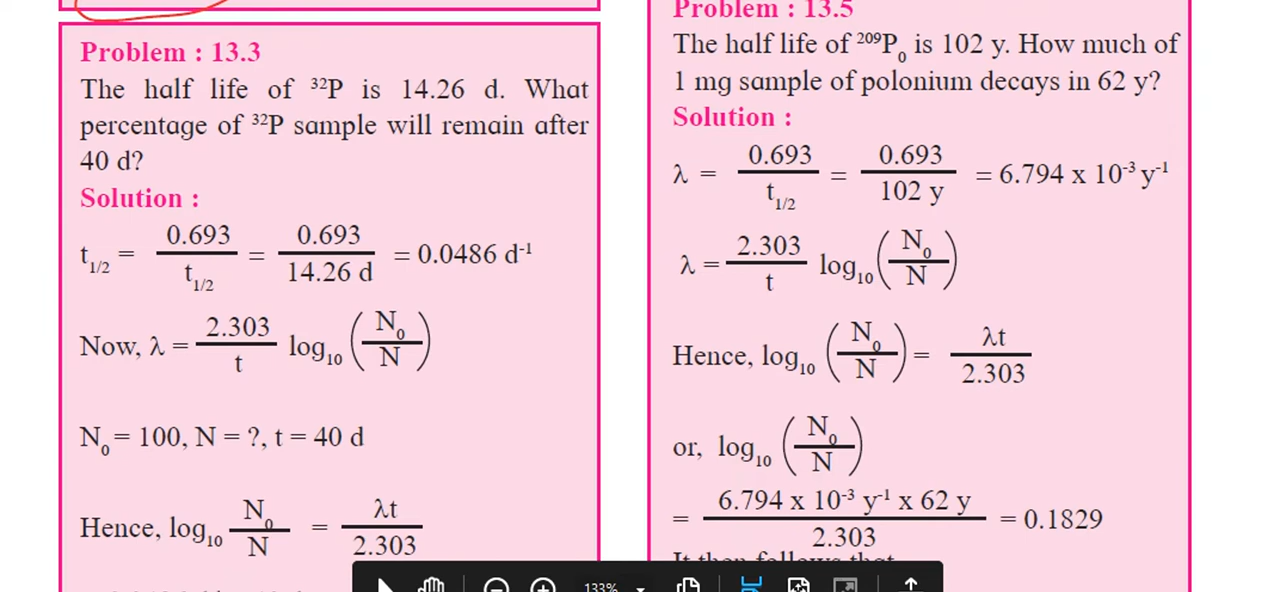 Problem : 13.3
The half life of ³²P is 14.26 d. What
percentage of ³²P sample will remain after
40 d?
Solution :
t₁/₂ = 0.693 / t₁/₂ = 0.693 / 14.26 d = 0.0486 d⁻¹
Now, λ = 2.303 / t log₁₀ (N₀ / N)
N₀ = 100, N = ?, t = 40 d
Hence, log₁₀ N₀ / N = λt / 2.303
Problem : 13.5
The half life of ²⁰⁹P₀ is 102 y. How much of
1 mg sample of polonium decays in 62 y?
Solution :
λ = 0.693 / t₁/₂ = 0.693 / 102 y = 6.794 x 10⁻³ y⁻¹
λ = 2.303 / t log₁₀ (N₀ / N)
Hence, log₁₀ (N₀ / N) = λt / 2.303
or, log₁₀ (N₀ / N)
= 6.794 x 10⁻³ y⁻¹ x 62 y / 2.303 = 0.1829
It then follows that
133%